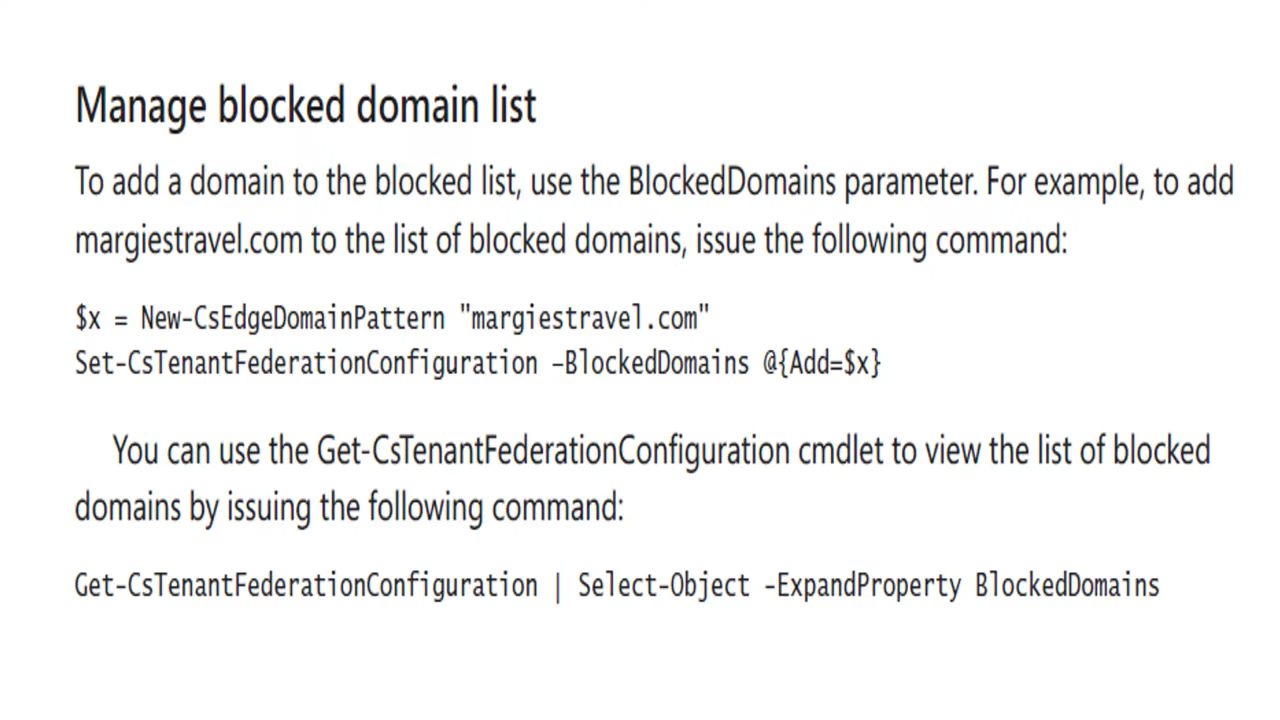 Manage blocked domain list
To add a domain to the blocked list, use the BlockedDomains parameter. For example, to add
margiestravel.com to the list of blocked domains, issue the following command:
$x = New-CsEdgeDomainPattern "margiestravel.com"
Set-CsTenantFederationConfiguration –BlockedDomains @{Add=$x}
You can use the Get-CsTenantFederationConfiguration cmdlet to view the list of blocked
domains by issuing the following command:
Get-CsTenantFederationConfiguration | Select-Object -ExpandProperty BlockedDomains